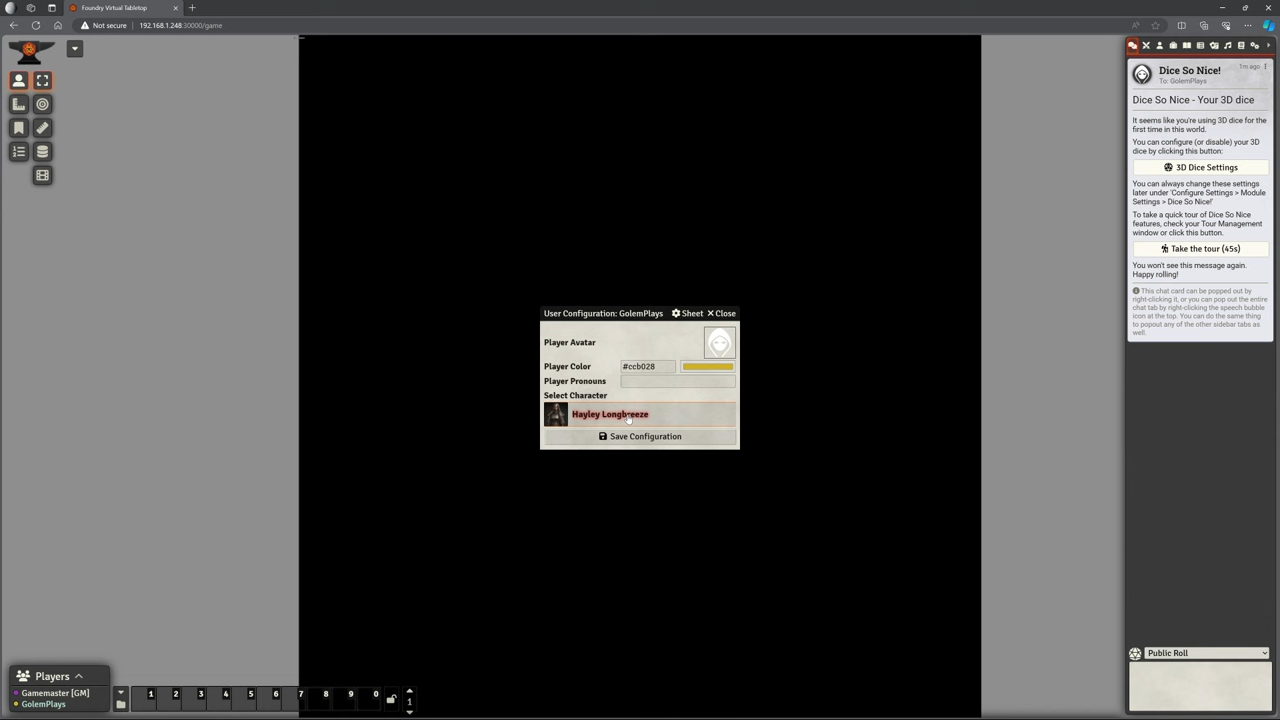 Foundry Virtual Tabletop
Not secure
192.168.1.248:30000/game
Dice So Nice!
1m ago
To: GolemPlays
Dice So Nice - Your 3D dice
It seems like you're using 3D dice for the
first time in this world.
You can configure (or disable) your 3D
dice by clicking this button:
3D Dice Settings
You can always change these settings
later under 'Configure Settings > Module
Settings > Dice So Nice!'
To take a quick tour of Dice So Nice
features, check your Tour Management
window or click this button.
Take the tour (45s)
You won't see this message again.
Happy rolling!
This chat card can be popped out by
right-clicking it, or you can pop out the entire
chat tab by right-clicking the speech bubble
icon at the top. You can do the same thing
to popout any of the other sidebar tabs as
well.
User Configuration: GolemPlays
Sheet
Close
Player Avatar
Player Color
#ccb028
Player Pronouns
Select Character
Hayley Longbreeze
Save Configuration
Public Roll
Players
Gamemaster [GM]
GolemPlays
1 2 3 4 5 6 7 8 9 0
1